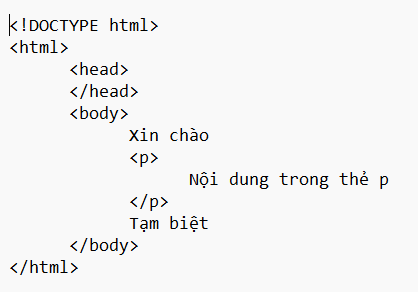 <!DOCTYPE html>
<html>
<head>
</head>
<body>
Xin chào
<p>
Nội dung trong thẻ p
</p>
Tạm biệt
</body>
</html>